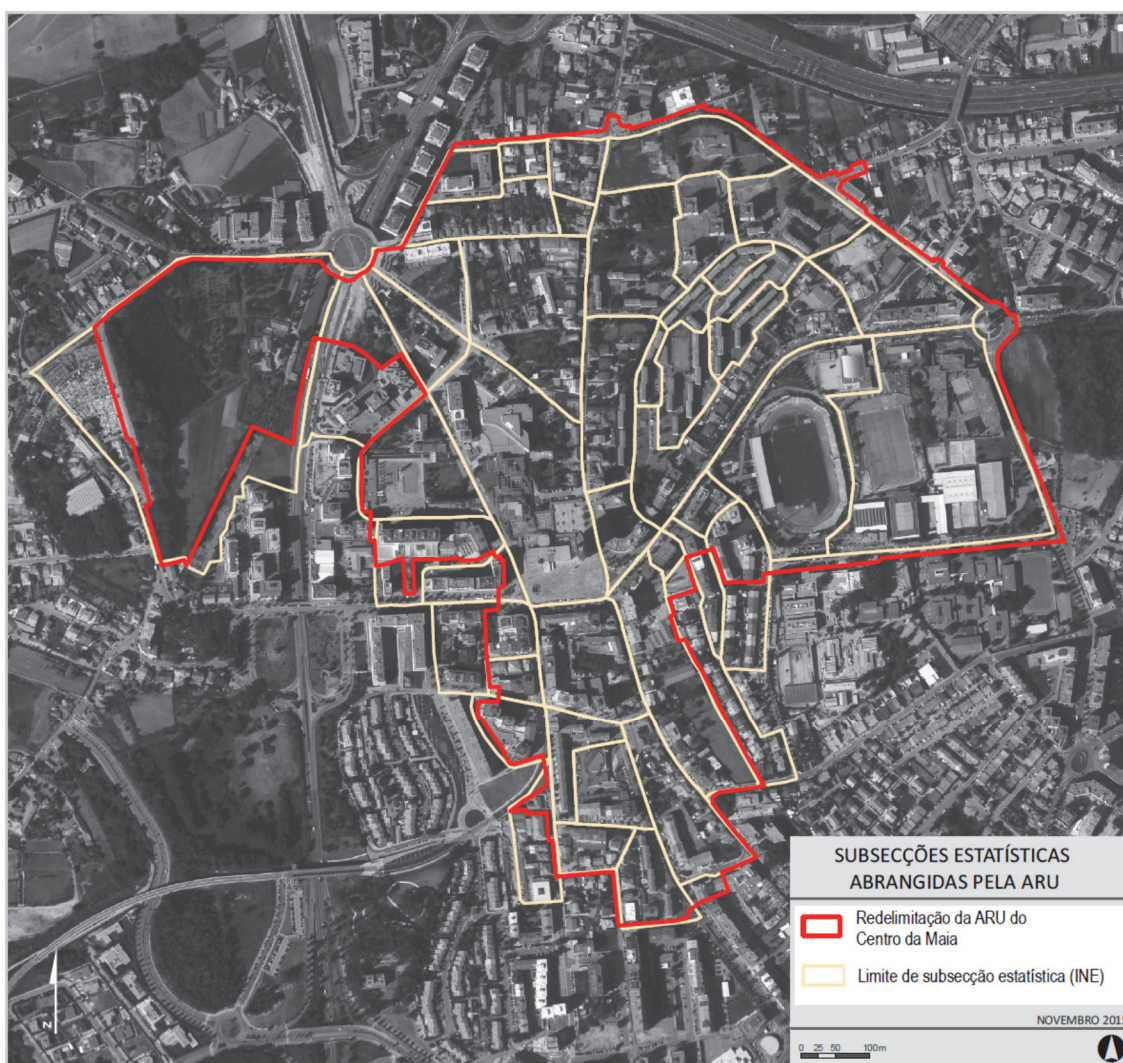 SUBSECÇÕES ESTATÍSTICAS
ABRANGIDAS PELA ARU
Redelimitação da ARU do
Centro da Maia
Limite de subsecção estatística (INE)
NOVEMBRO 2015
0 25 50 100m
N